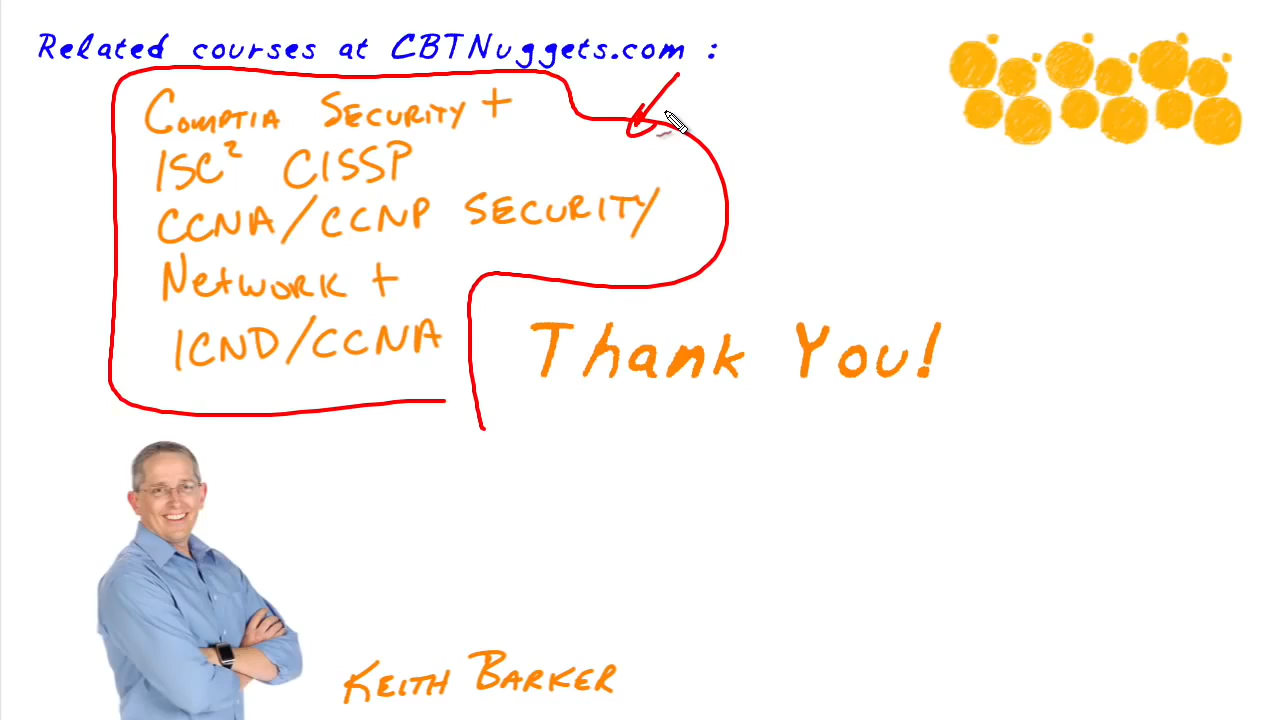 Related courses at CBTNuggets.com :
COMPTIA SECURITY +
ISC² CISSP
CCNA/CCNP SECURITY
NETWORK +
ICND/CCNA
Thank You!
KEITH BARKER